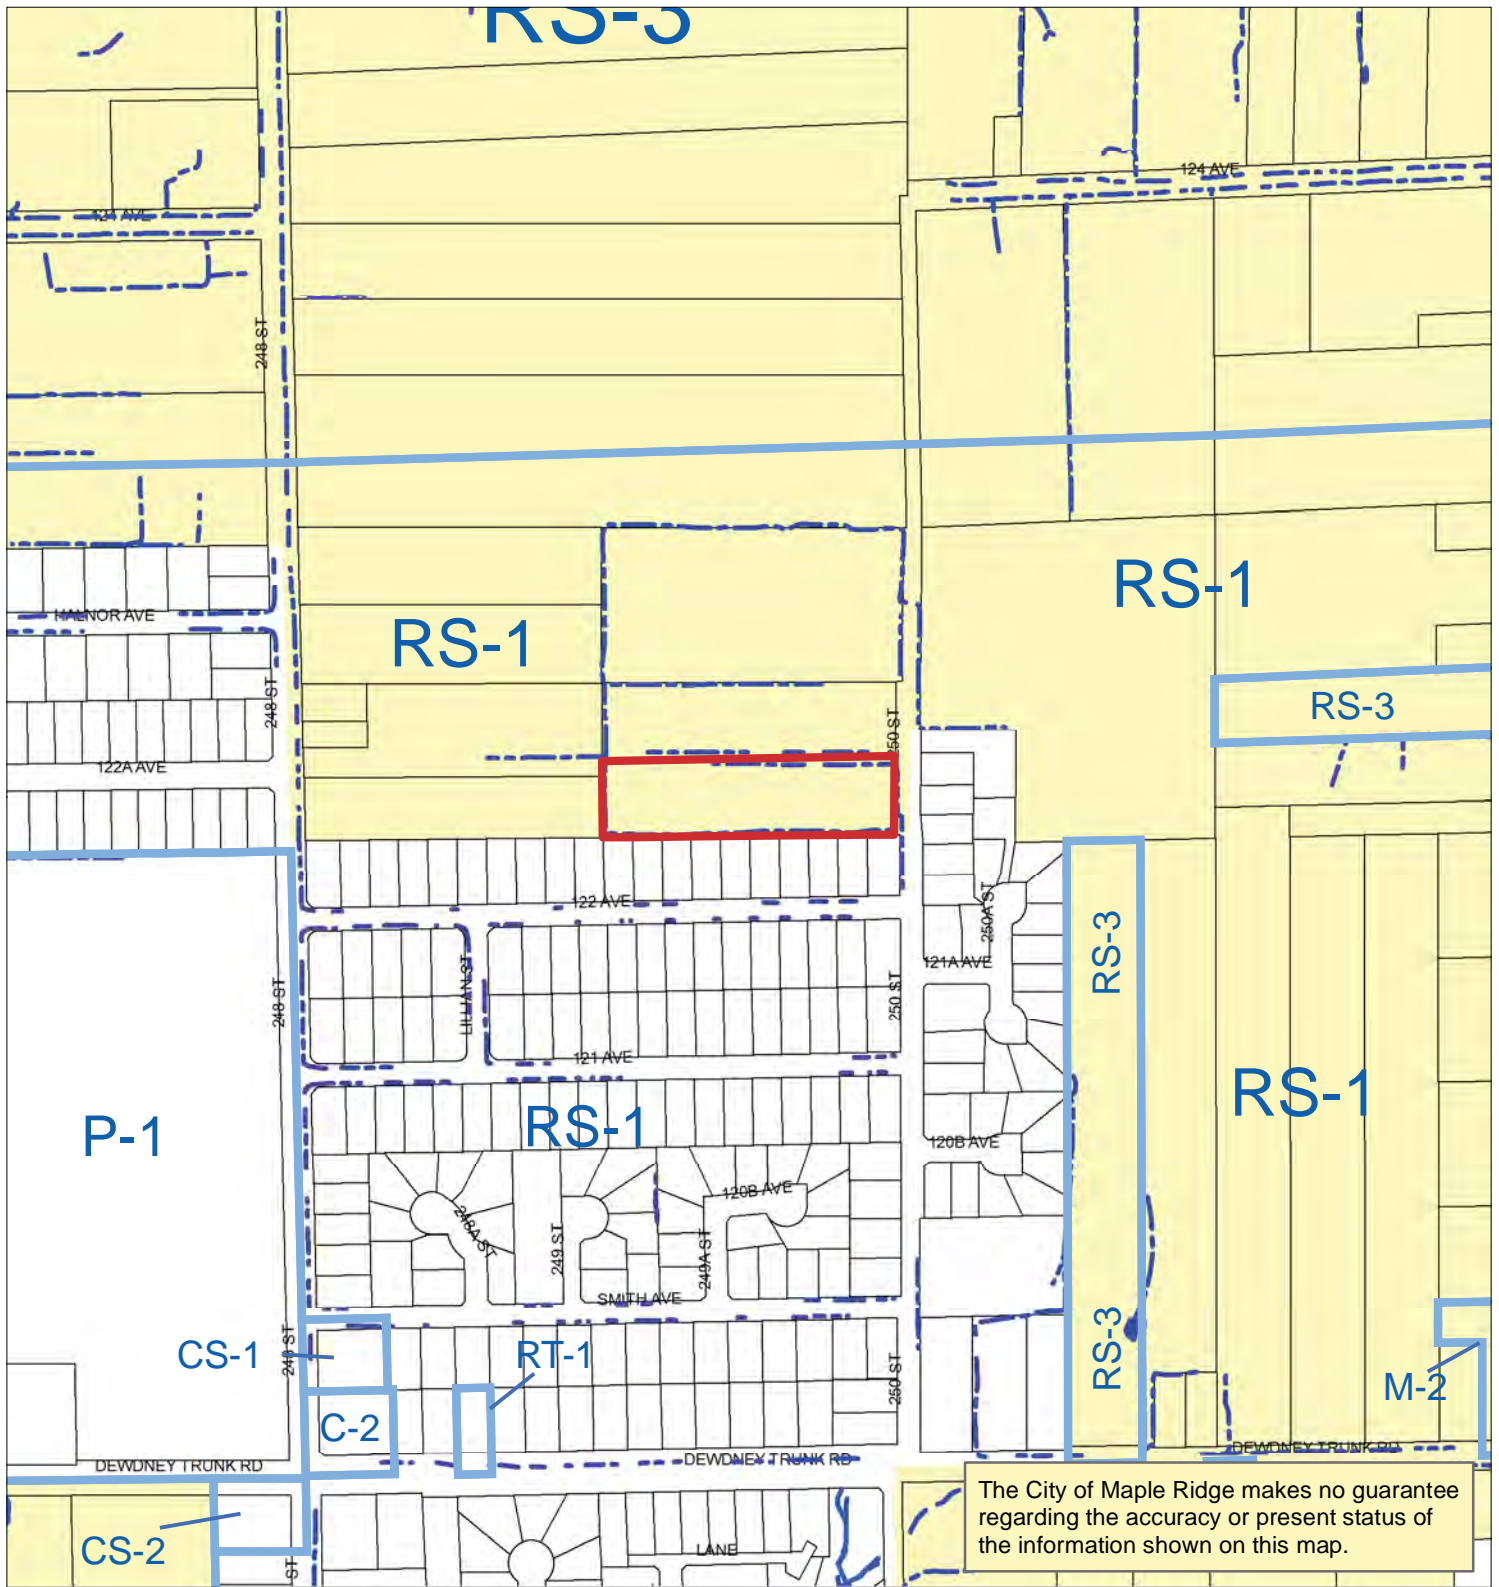 RS-3
124 AVE
124 AVE
248 ST
RS-1
HALNOR AVE
RS-1
248 ST
RS-3
250 ST
122A AVE
122 AVE
250A ST
RS-3
121A AVE
LILLIAN ST
248 ST
250 ST
121 AVE
RS-1
RS-1
P-1
120B AVE
120B AVE
248A ST
249 ST
249A ST
SMITH AVE
RS-3
CS-1
248 ST
RT-1
250 ST
M-2
C-2
DEWDNEY TRUNK RD
DEWDNEY TRUNK RD
DEWDNEY TRUNK RD
CS-2
LANE
ST
The City of Maple Ridge makes no guarantee
regarding the accuracy or present status of
the information shown on this map.